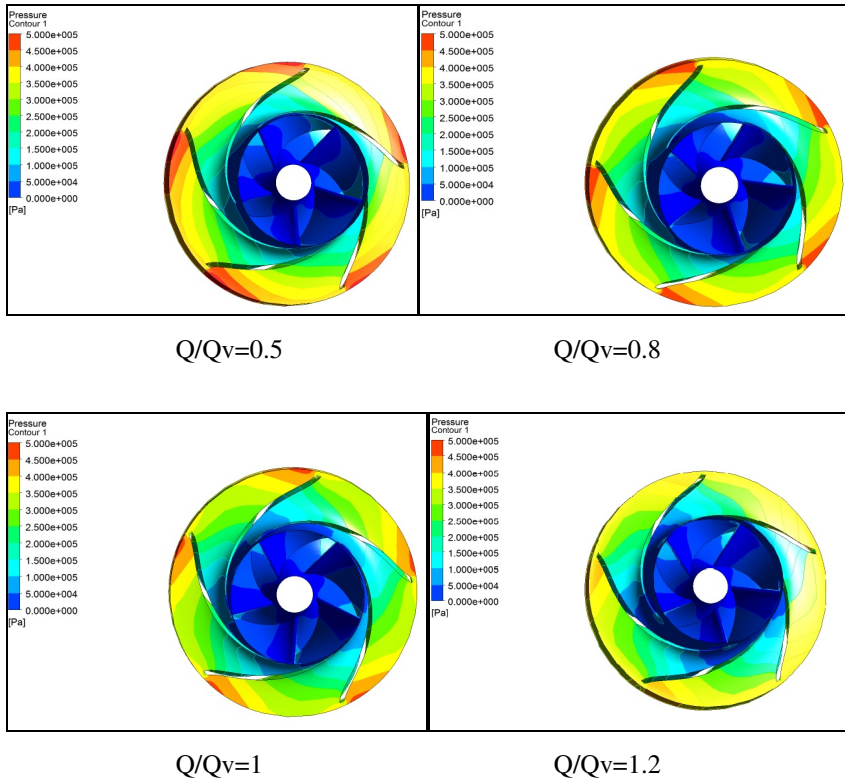 Pressure
Contour 1
5.000e+005
4.500e+005
4.000e+005
3.500e+005
3.000e+005
2.500e+005
2.000e+005
1.500e+005
1.000e+005
5.000e+004
0.000e+000
[Pa]
Pressure
Contour 1
5.000e+005
4.500e+005
4.000e+005
3.500e+005
3.000e+005
2.500e+005
2.000e+005
1.500e+005
1.000e+005
5.000e+004
0.000e+000
[Pa]
Q/Qv=0.5
Q/Qv=0.8
Pressure
Contour 1
5.000e+005
4.500e+005
4.000e+005
3.500e+005
3.000e+005
2.500e+005
2.000e+005
1.500e+005
1.000e+005
5.000e+004
0.000e+000
[Pa]
Pressure
Contour 1
5.000e+005
4.500e+005
4.000e+005
3.500e+005
3.000e+005
2.500e+005
2.000e+005
1.500e+005
1.000e+005
5.000e+004
0.000e+000
[Pa]
Q/Qv=1
Q/Qv=1.2